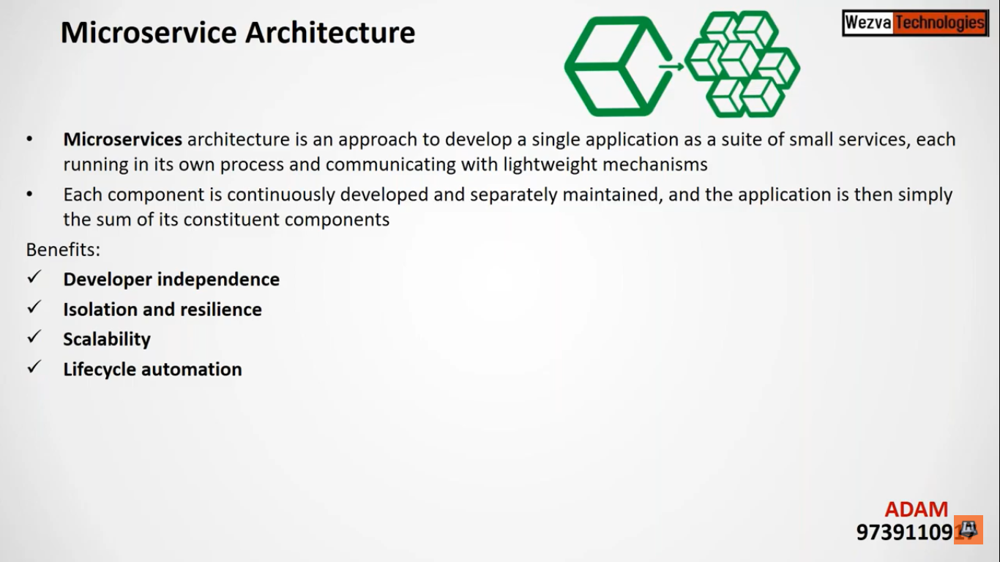 Microservice Architecture
Wezva Technologies
• Microservices architecture is an approach to develop a single application as a suite of small services, each
running in its own process and communicating with lightweight mechanisms
• Each component is continuously developed and separately maintained, and the application is then simply
the sum of its constituent components
Benefits:
✓ Developer independence
✓ Isolation and resilience
✓ Scalability
✓ Lifecycle automation
ADAM